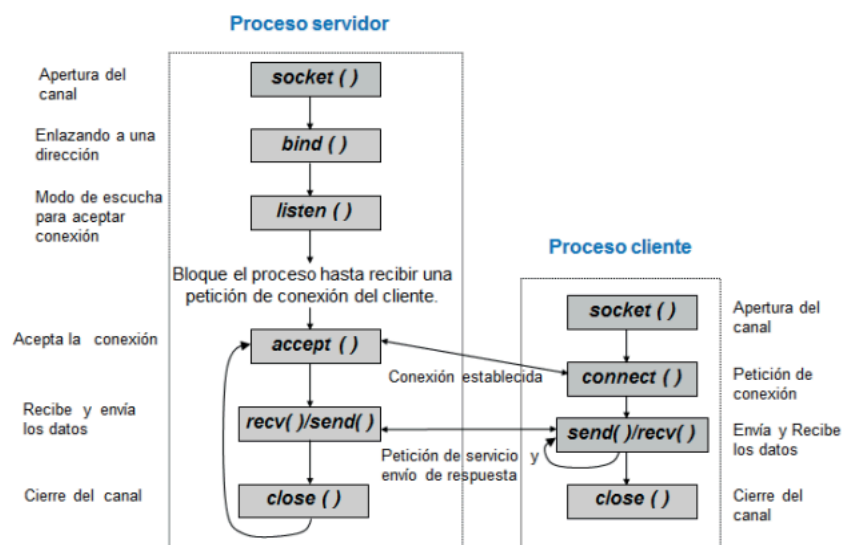 Proceso servidor
Apertura del
canal
socket ( )
Enlazando a una
dirección
bind ( )
Modo de escucha
para aceptar
conexión
listen ( )
Bloque el proceso hasta recibir una
petición de conexión del cliente.
Acepta la conexión
accept ( )
Recibe y envía
los datos
recv( )/send( )
Cierre del canal
close ( )
Conexión establecida
Petición de servicio y
envío de respuesta
Proceso cliente
socket ( )
Apertura del
canal
connect ( )
Petición de
conexión
send( )/recv( )
Envía y Recibe
los datos
close ( )
Cierre del
canal